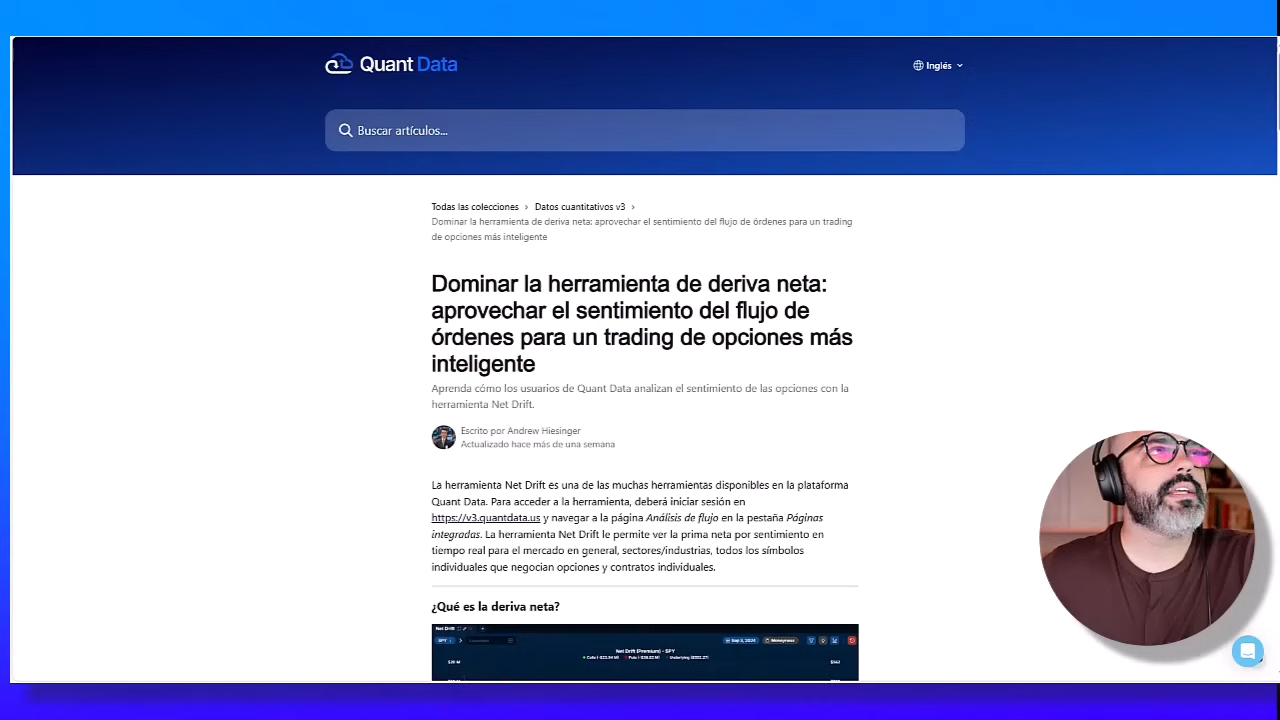 Quant Data
Inglés
Buscar artículos...
Todas las colecciones > Datos cuantitativos v3 >
Dominar la herramienta de deriva neta: aprovechar el sentimiento del flujo de órdenes para un trading
de opciones más inteligente
Dominar la herramienta de deriva neta:
aprovechar el sentimiento del flujo de
órdenes para un trading de opciones más
inteligente
Aprenda cómo los usuarios de Quant Data analizan el sentimiento de las opciones con la
herramienta Net Drift.
Escrito por Andrew Hiesinger
Actualizado hace más de una semana
La herramienta Net Drift es una de las muchas herramientas disponibles en la plataforma
Quant Data. Para acceder a la herramienta, deberá iniciar sesión en
https://v3.quantdata.us y navegar a la página Análisis de flujo en la pestaña Páginas
integradas. La herramienta Net Drift le permite ver la prima neta por sentimiento en
tiempo real para el mercado en general, sectores/industrias, todos los símbolos
individuales que negocian opciones y contratos individuales.
¿Qué es la deriva neta?
Net Drift
SPY
Sep 3, 2024
Moneyness
Net Drift (Premium) - SPY